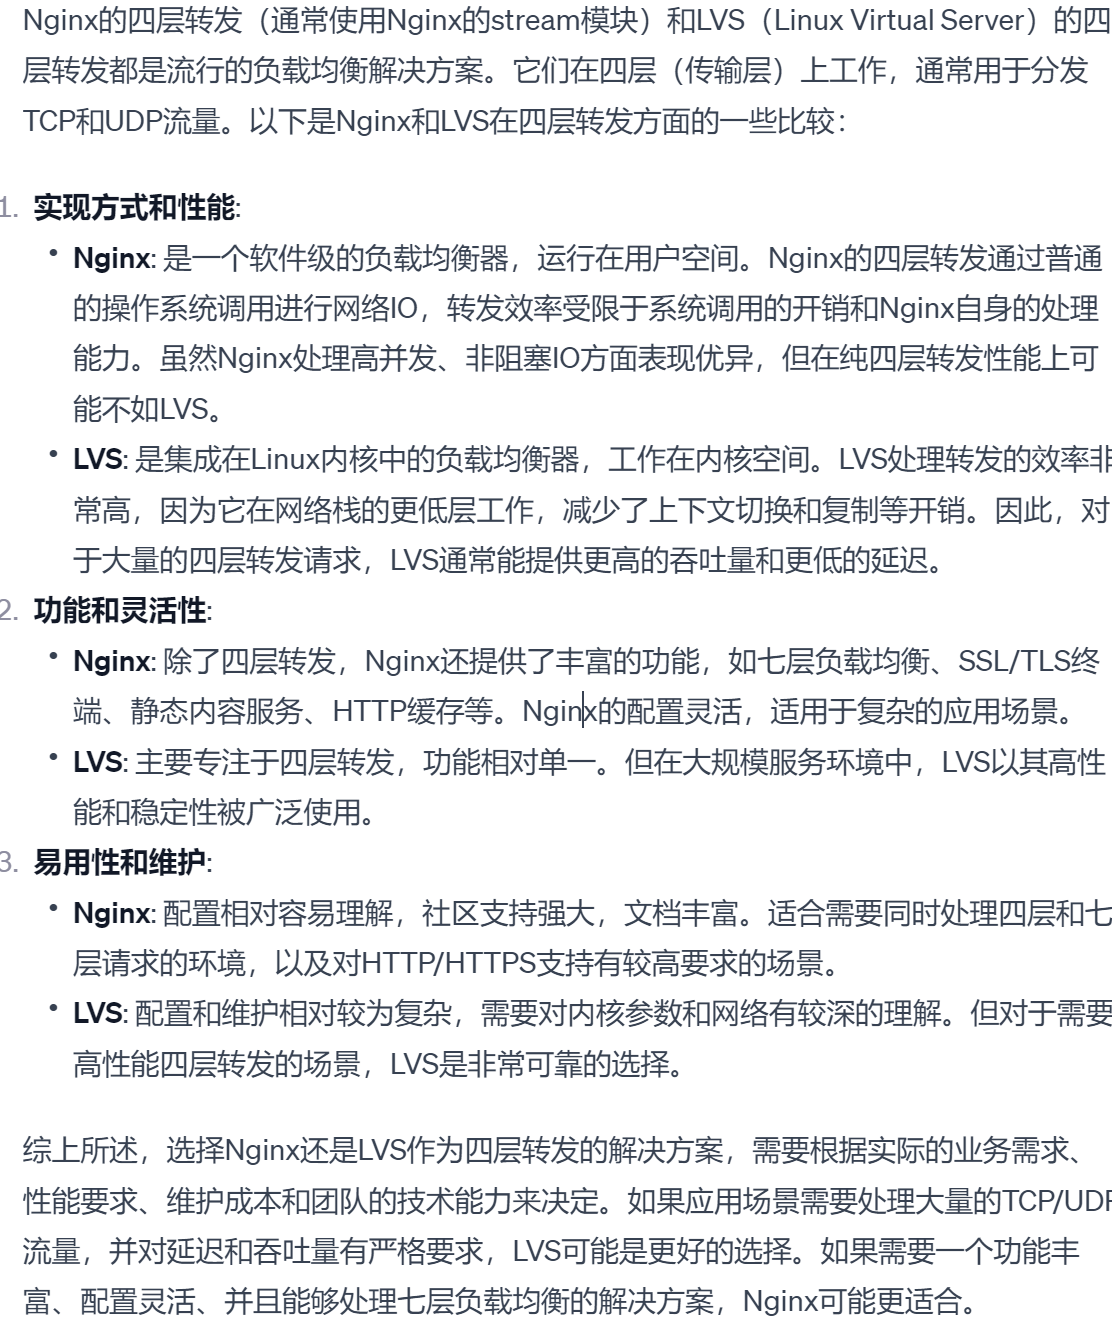 Nginx的四层转发（通常使用Nginx的stream模块）和LVS（Linux Virtual Server）的四
层转发都是流行的负载均衡解决方案。它们在四层（传输层）上工作，通常用于分发
TCP和UDP流量。以下是Nginx和LVS在四层转发方面的一些比较：
1. 实现方式和性能:
• Nginx: 是一个软件级的负载均衡器，运行在用户空间。Nginx的四层转发通过普通
的操作系统调用进行网络IO，转发效率受限于系统调用的开销和Nginx自身的处理
能力。虽然Nginx处理高并发、非阻塞IO方面表现优异，但在纯四层转发性能上可
能不如LVS。
• LVS: 是集成在Linux内核中的负载均衡器，工作在内核空间。LVS处理转发的效率非
常高，因为它在网络栈的更低层工作，减少了上下文切换和复制等开销。因此，对
于大量的四层转发请求，LVS通常能提供更高的吞吐量和更低的延迟。
2. 功能和灵活性:
• Nginx: 除了四层转发，Nginx还提供了丰富的功能，如七层负载均衡、SSL/TLS终
端、静态内容服务、HTTP缓存等。Nginx的配置灵活，适用于复杂的应用场景。
• LVS: 主要专注于四层转发，功能相对单一。但在大规模服务环境中，LVS以其高性
能和稳定性被广泛使用。
3. 易用性和维护:
• Nginx: 配置相对容易理解，社区支持强大，文档丰富。适合需要同时处理四层和七
层请求的环境，以及对HTTP/HTTPS支持有较高要求的场景。
• LVS: 配置和维护相对较为复杂，需要对内核参数和网络有较深的理解。但对于需要
高性能四层转发的场景，LVS是非常可靠的选择。
综上所述，选择Nginx还是LVS作为四层转发的解决方案，需要根据实际的业务需求、
性能要求、维护成本和团队的技术能力来决定。如果应用场景需要处理大量的TCP/UDP
流量，并对延迟和吞吐量有严格要求，LVS可能是更好的选择。如果需要一个功能丰
富、配置灵活、并且能够处理七层负载均衡的解决方案，Nginx可能更适合。